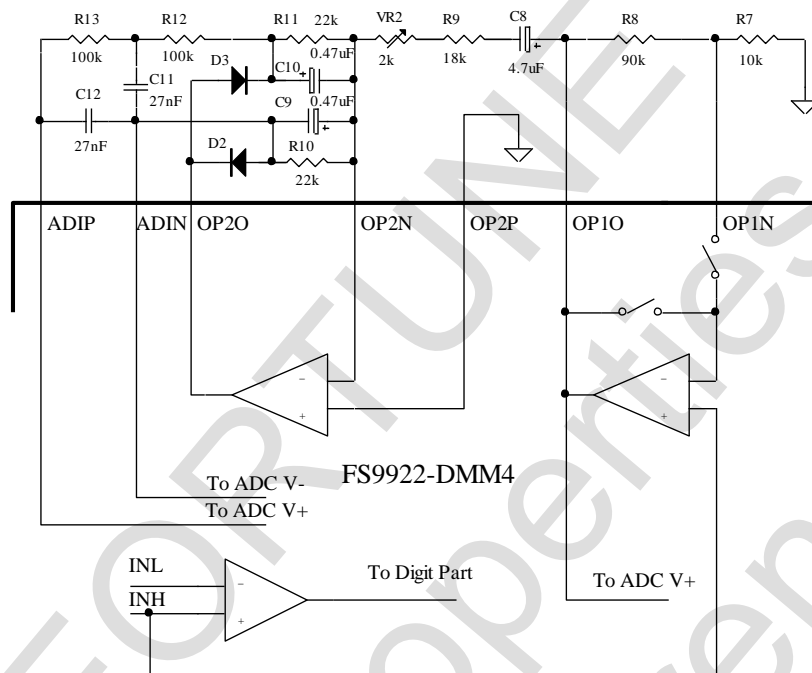 R13 R12 R11 22k VR2 R9 C8 R8 R7
100k 100k 0.47uF 2k 18k 4.7uF 90k 10k
D3 C10
C11
27nF
0.47uF
C12 C9
27nF
D2 R10
22k
ADIP ADIN OP2O OP2N OP2P OP1O OP1N
− −
+ +
FS9922-DMM4
To ADC V-
To ADC V+
INL
INH
−
+
To Digit Part
To ADC V+
FORTUNE
Properties